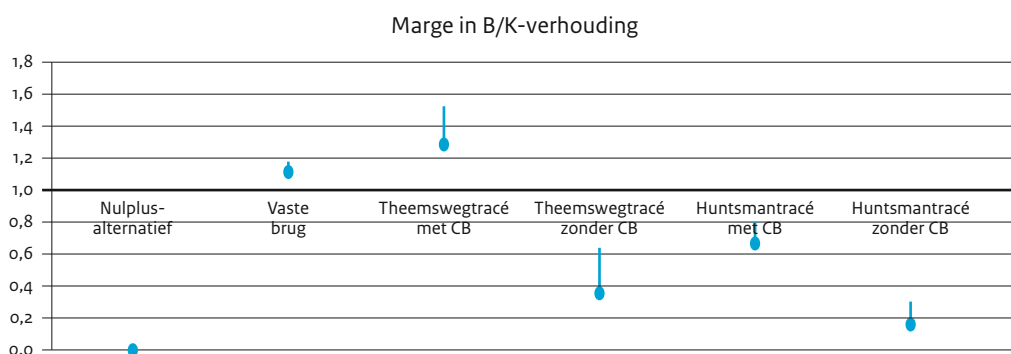 Marge in B/K-verhouding
1,8
1,6
1,4
1,2
1,0
Nulplus-
alternatief
Vaste
brug
Theemswegtracé
met CB
Theemswegtracé
zonder CB
Huntsmantracé
met CB
Huntsmantracé
zonder CB
0,8
0,6
0,4
0,2
0,0